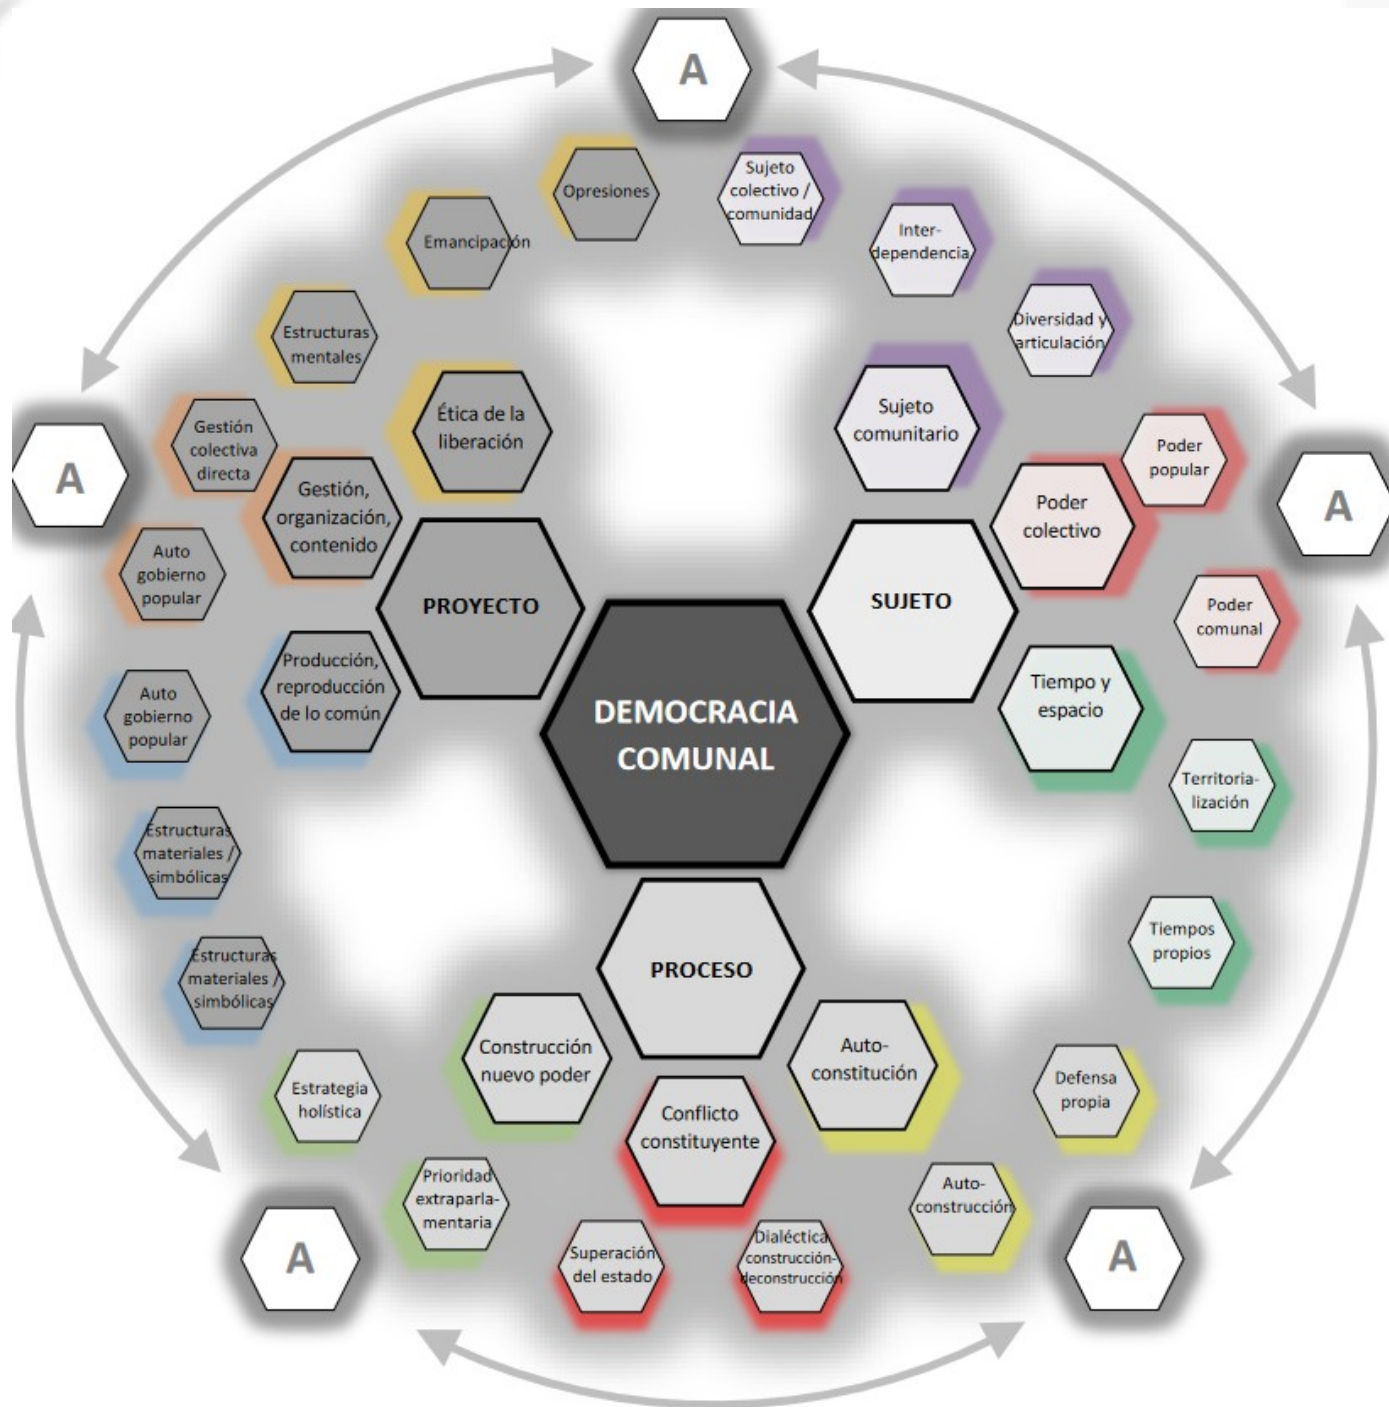 A
Opresiones
Sujeto
colectivo /
comunidad
Emancipación
Inter-
dependencia
Estructuras
mentales
Diversidad y
articulación
Ética de la
liberación
Sujeto
comunitario
Gestión
colectiva
directa
Poder
popular
A
Gestión,
organización,
contenido
Poder
colectivo
A
Auto
gobierno
popular
PROYECTO
SUJETO
Poder
comunal
Producción,
reproducción
de lo común
Tiempo y
espacio
Auto
gobierno
popular
DEMOCRACIA
COMUNAL
Territoria-
lización
Estructuras
materiales /
simbólicas
Tiempos
propios
Estructuras
materiales /
simbólicas
PROCESO
Construcción
nuevo poder
Auto-
constitución
Estrategia
holística
Defensa
propia
Conflicto
constituyente
Prioridad
extraparla-
mentaria
Auto-
construcción
A
Superación
del estado
Dialéctica
construcción-
deconstrucción
A